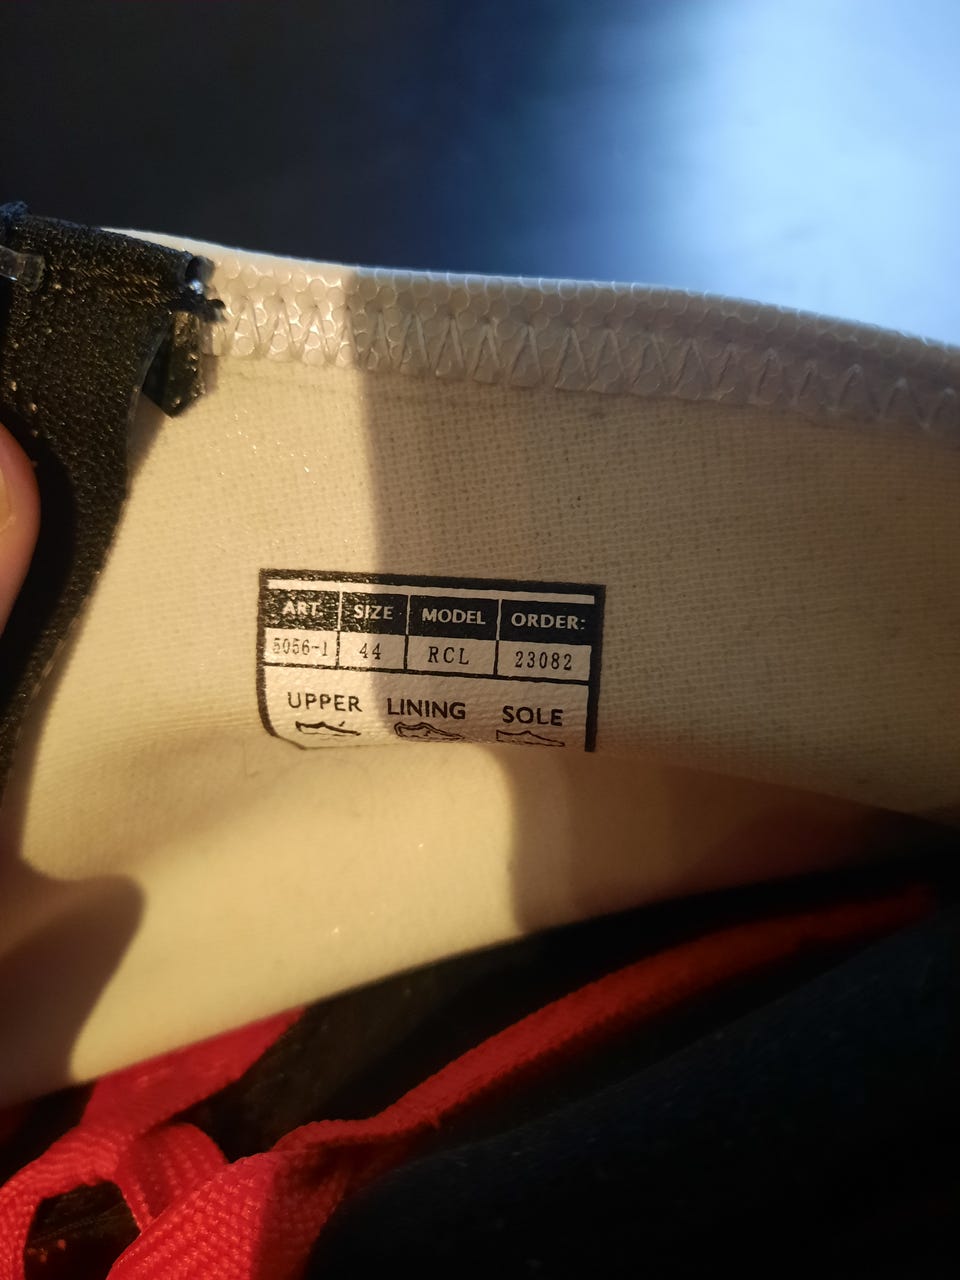 ART. SIZE MODEL ORDER:
5056-1 44 RCL 23082
UPPER LINING SOLE